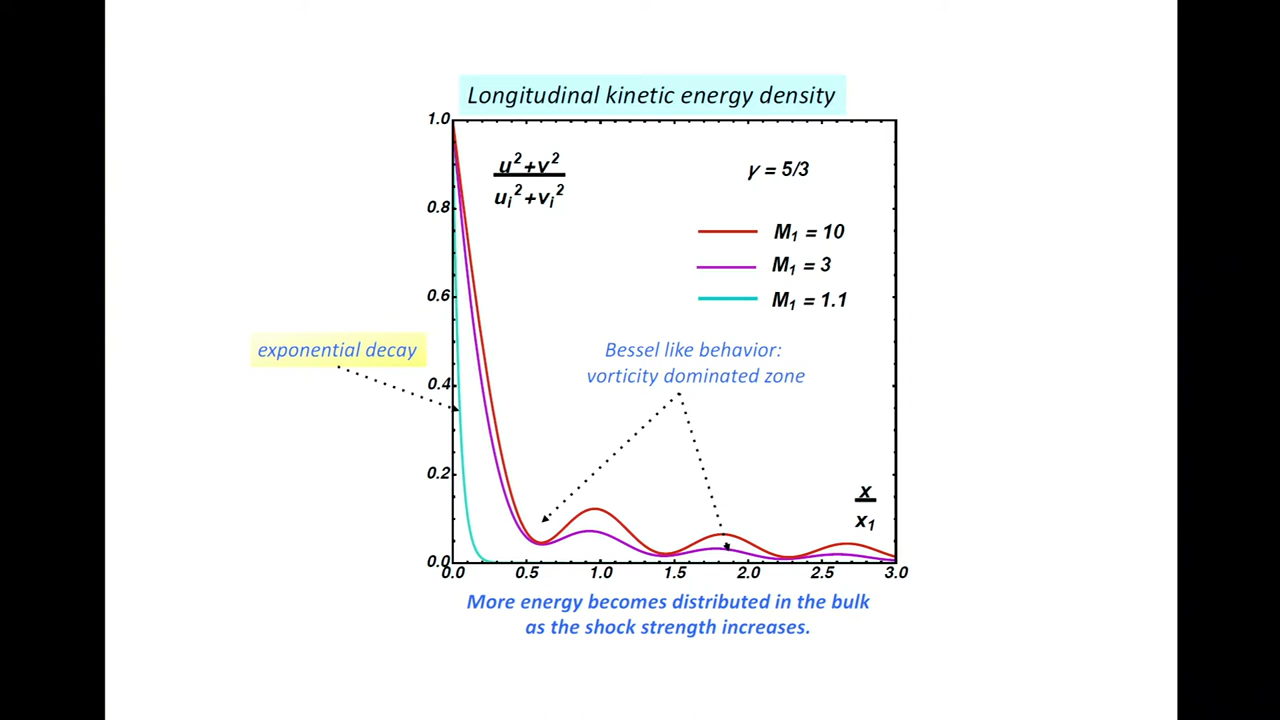 Longitudinal kinetic energy density
1.0
0.8
0.6
0.4
0.2
0.0
u²+v²
uᵢ²+vᵢ²
γ = 5/3
M₁ = 10
M₁ = 3
M₁ = 1.1
exponential decay
Bessel like behavior:
vorticity dominated zone
x
x₁
0.0 0.5 1.0 1.5 2.0 2.5 3.0
More energy becomes distributed in the bulk
as the shock strength increases.